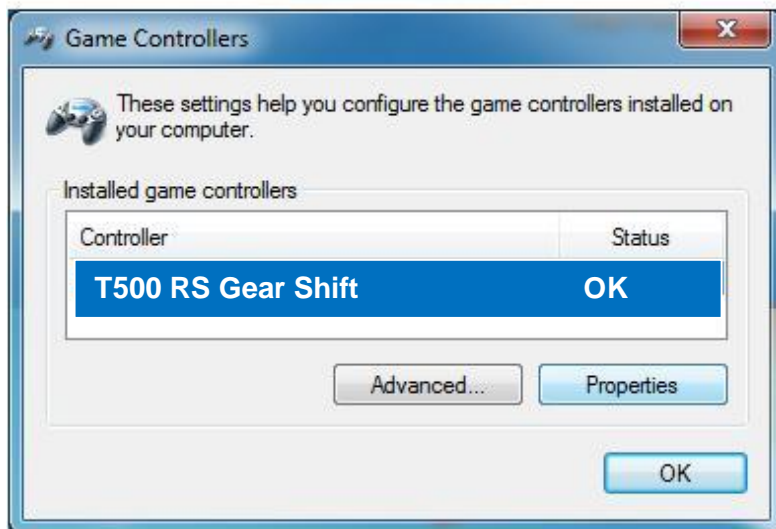 Game Controllers
These settings help you configure the game controllers installed on
your computer.
Installed game controllers
Controller Status
T500 RS Gear Shift OK
Advanced... Properties
OK